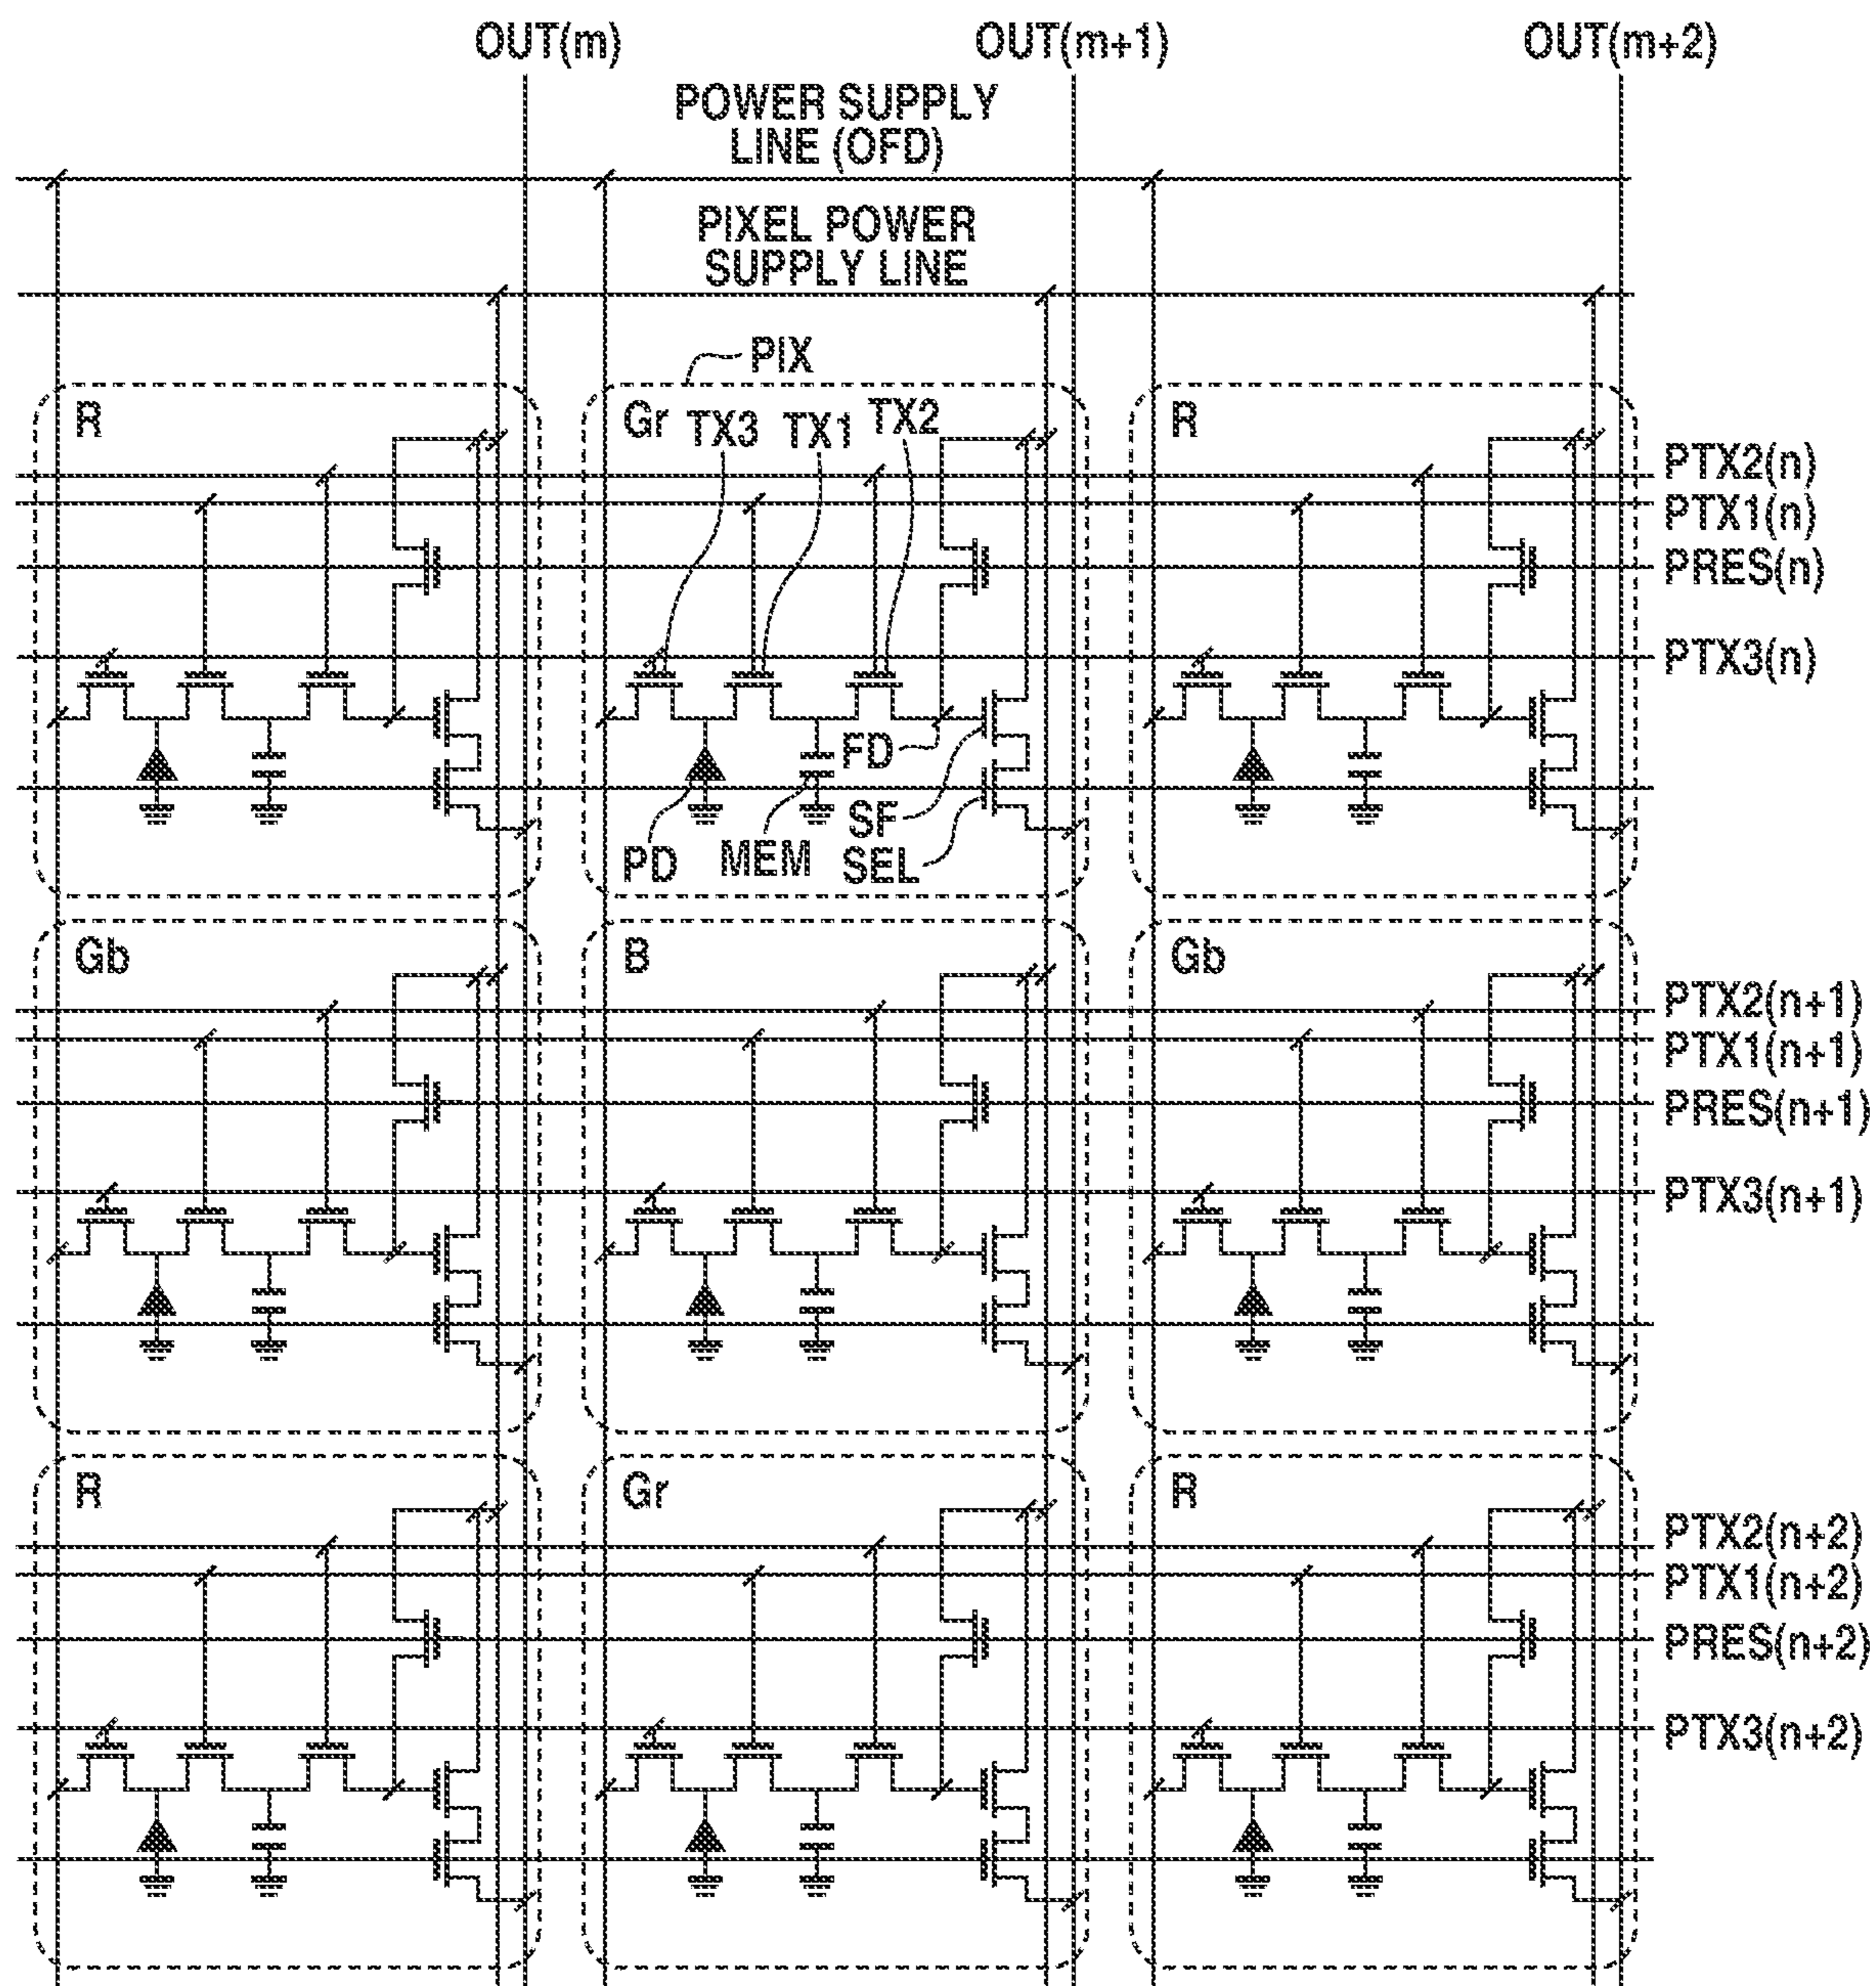 OUT(m) OUT(m+1) OUT(m+2)
POWER SUPPLY
LINE (OFD)
PIXEL POWER
SUPPLY LINE
PIX
R Gr TX3 TX1 TX2 R
PTX2(n)
PTX1(n)
PRES(n)
PTX3(n)
FD
SF
PD MEM SEL
Gb B Gb
PTX2(n+1)
PTX1(n+1)
PRES(n+1)
PTX3(n+1)
R Gr R
PTX2(n+2)
PTX1(n+2)
PRES(n+2)
PTX3(n+2)